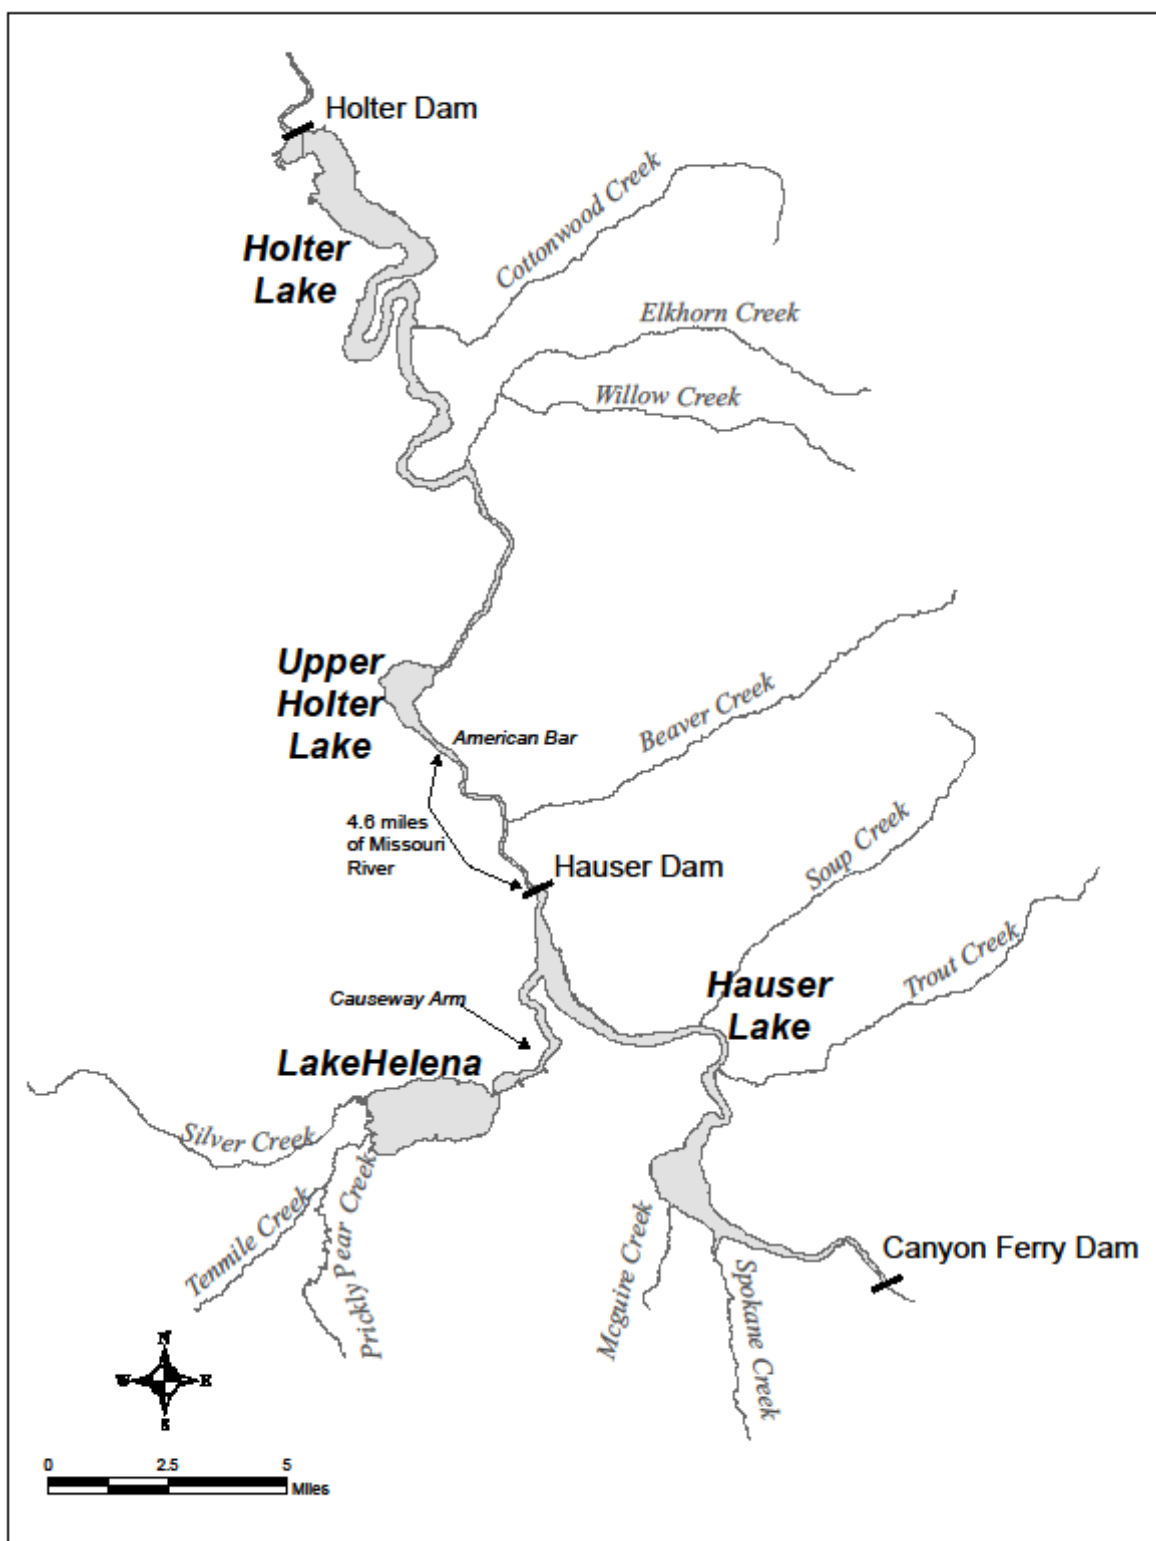 Holter Dam
Cottonwood Creek
Holter
Lake
Elkhorn Creek
Willow Creek
Upper
Holter
Lake
Beaver Creek
American Bar
4.6 miles
of Missouri
River
Soup Creek
Hauser Dam
Trout Creek
Hauser
Lake
Causeway Arm
LakeHelena
Silver Creek
Tenmile Creek
Prickly Pear Creek
Mcguire Creek
Spokane Creek
Canyon Ferry Dam
N
W
E
S
0
2.5
5
Miles